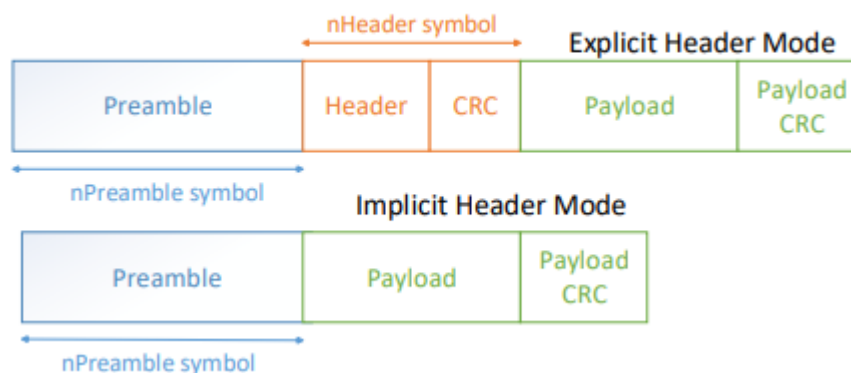 nHeader symbol
Explicit Header Mode
Preamble
Header
CRC
Payload
Payload
CRC
nPreamble symbol
Implicit Header Mode
Preamble
Payload
Payload
CRC
nPreamble symbol